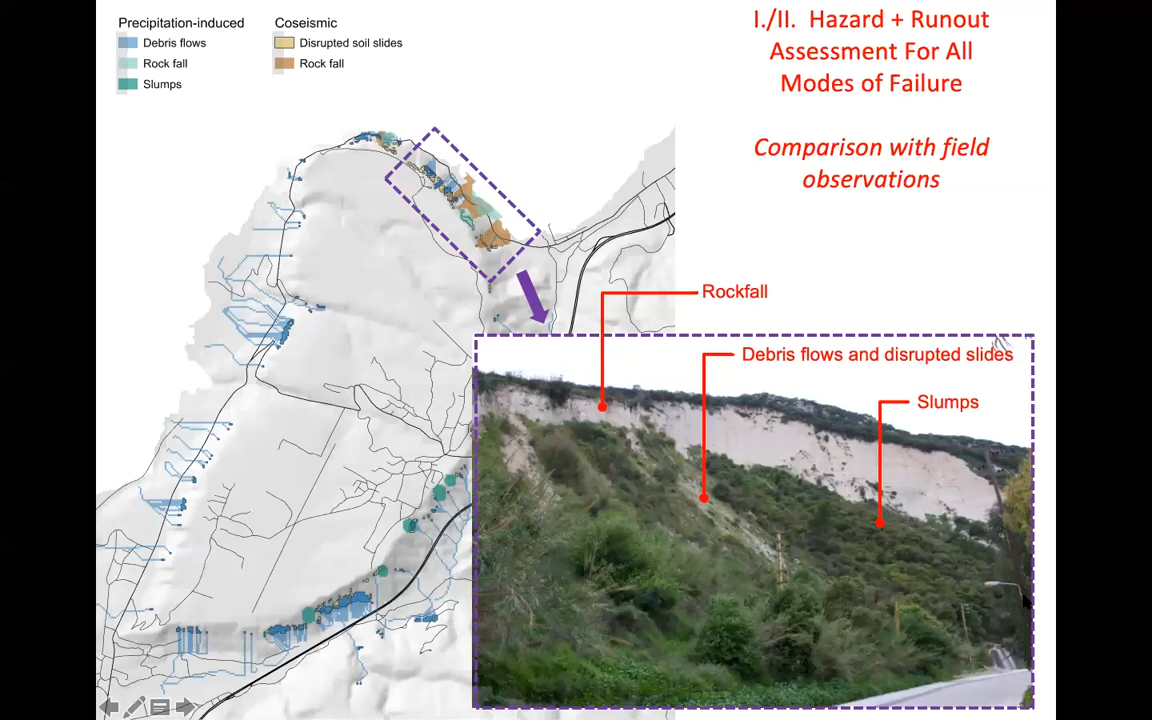 Precipitation-induced
Debris flows
Rock fall
Slumps
Coseismic
Disrupted soil slides
Rock fall
I./II. Hazard + Runout
Assessment For All
Modes of Failure
Comparison with field
observations
Rockfall
Debris flows and disrupted slides
Slumps